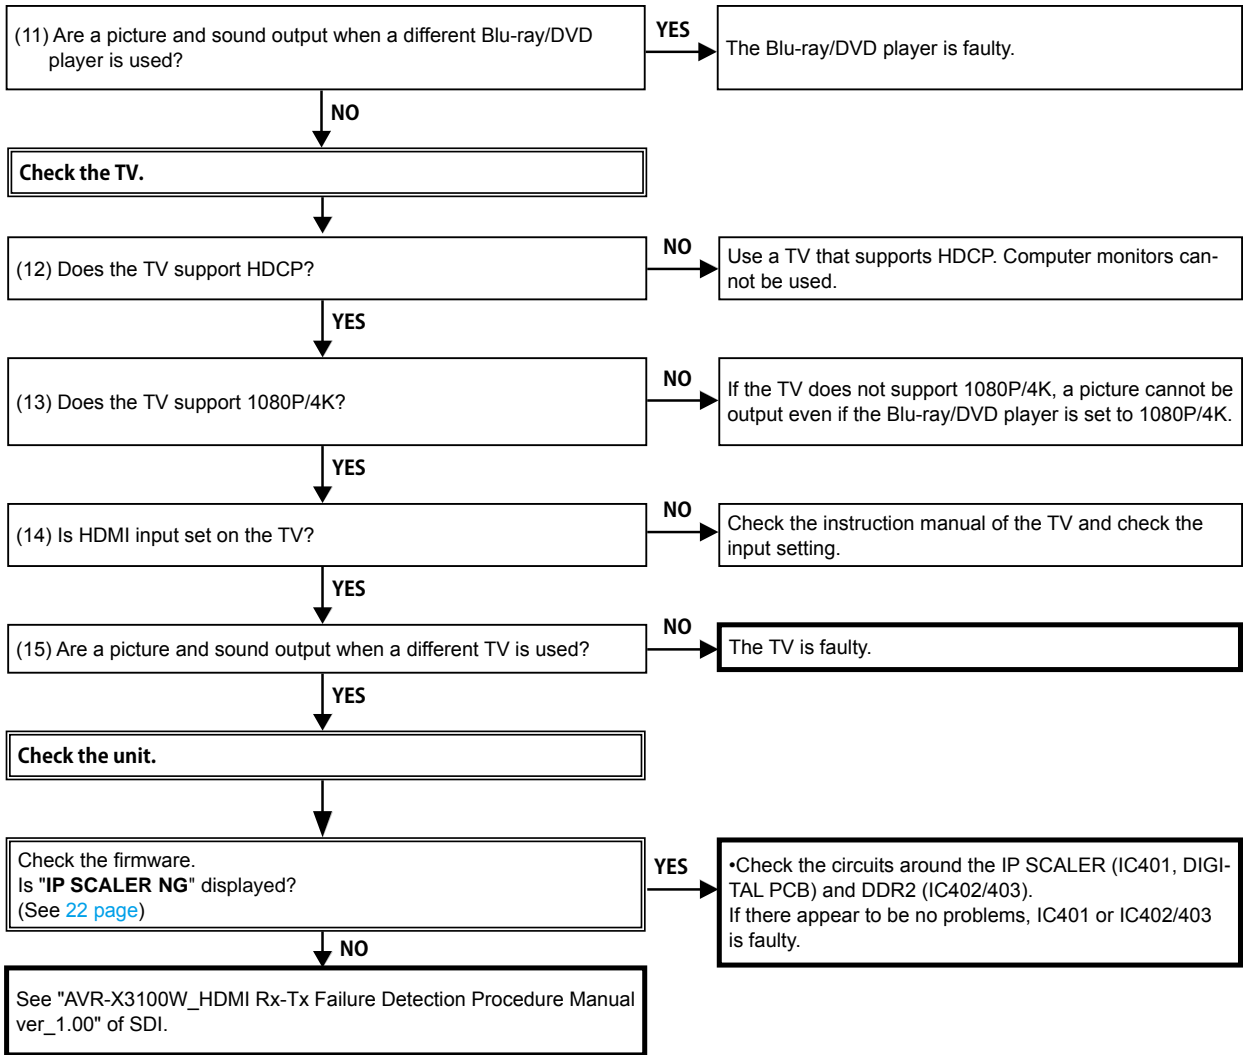 (11) Are a picture and sound output when a different Blu-ray/DVD
player is used?
YES
The Blu-ray/DVD player is faulty.
NO
Check the TV.
(12) Does the TV support HDCP?
NO
Use a TV that supports HDCP. Computer monitors can-
not be used.
YES
(13) Does the TV support 1080P/4K?
NO
If the TV does not support 1080P/4K, a picture cannot be
output even if the Blu-ray/DVD player is set to 1080P/4K.
YES
(14) Is HDMI input set on the TV?
NO
Check the instruction manual of the TV and check the
input setting.
YES
(15) Are a picture and sound output when a different TV is used?
NO
The TV is faulty.
YES
Check the unit.
Check the firmware.
Is "IP SCALER NG" displayed?
(See 22 page)
YES
•Check the circuits around the IP SCALER (IC401, DIGI-
TAL PCB) and DDR2 (IC402/403).
If there appear to be no problems, IC401 or IC402/403
is faulty.
NO
See "AVR-X3100W_HDMI Rx-Tx Failure Detection Procedure Manual
ver_1.00" of SDI.